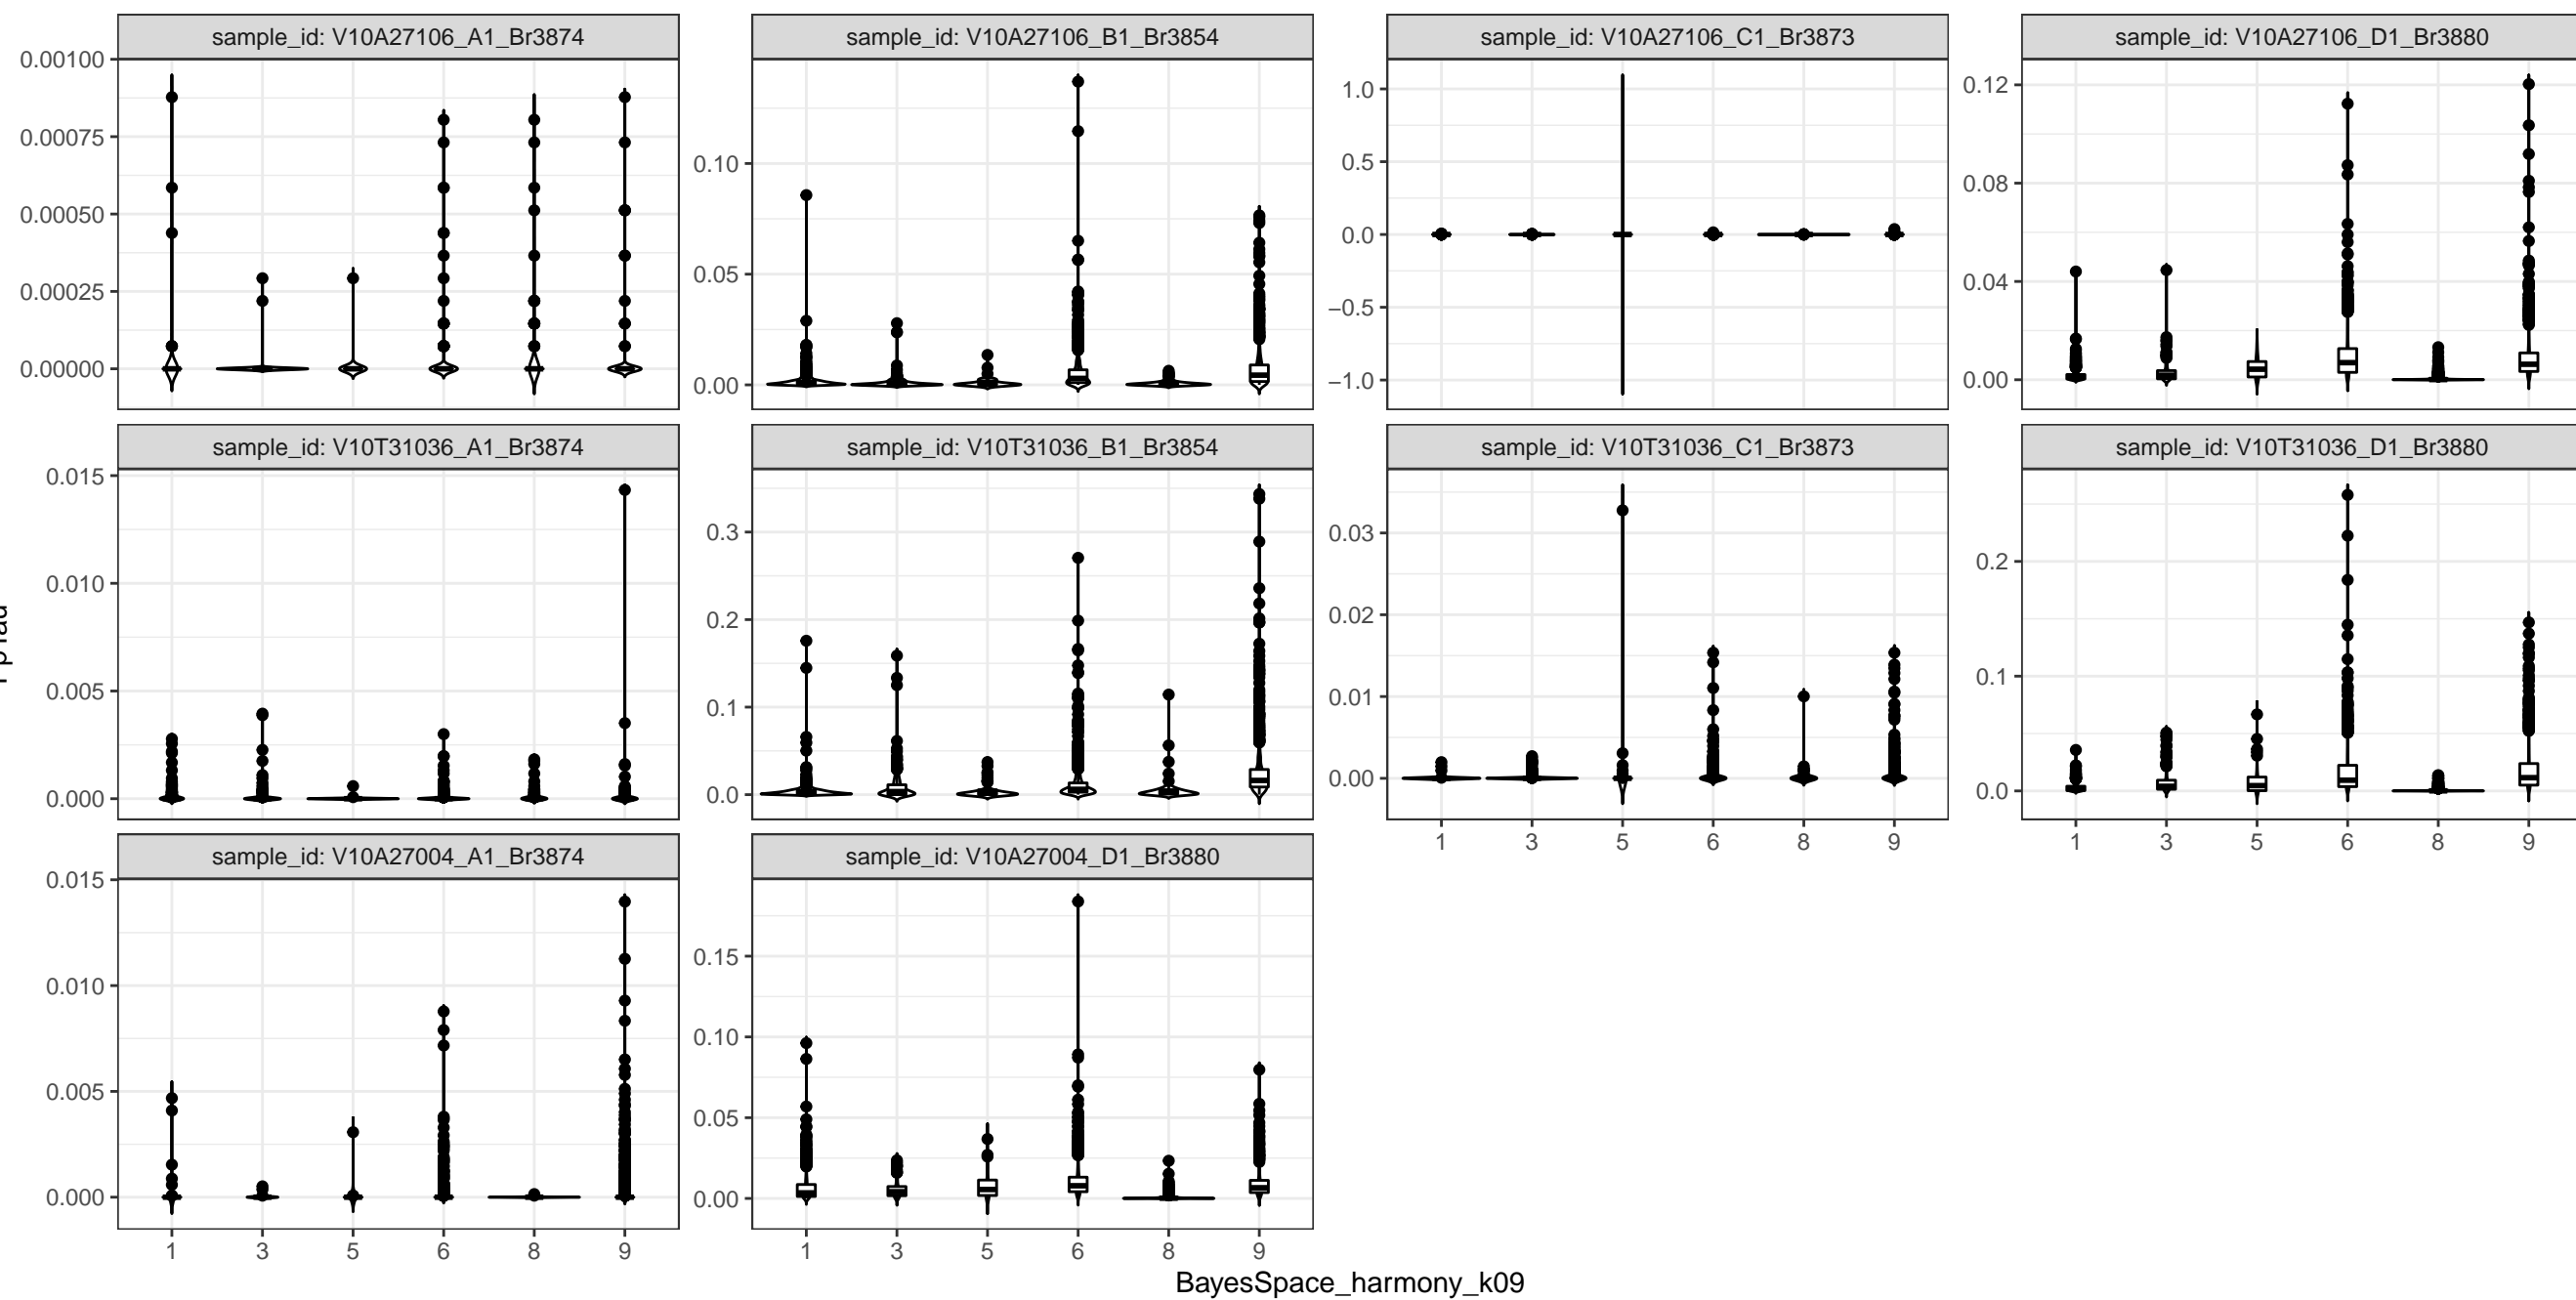 sample_id: V10A27106_A1_Br3874
sample_id: V10A27106_B1_Br3854
sample_id: V10A27106_C1_Br3873
sample_id: V10A27106_D1_Br3880
0.00100
0.00075
0.00050
0.00025
0.00000
0.10
0.05
0.00
1.0
0.5
0.0
−0.5
−1.0
0.12
0.08
0.04
0.00
sample_id: V10T31036_A1_Br3874
sample_id: V10T31036_B1_Br3854
sample_id: V10T31036_C1_Br3873
sample_id: V10T31036_D1_Br3880
0.015
0.010
0.005
0.000
0.3
0.2
0.1
0.0
0.03
0.02
0.01
0.00
1 3 5 6 8 9
0.2
0.1
0.0
1 3 5 6 8 9
sample_id: V10A27004_A1_Br3874
sample_id: V10A27004_D1_Br3880
0.015
0.010
0.005
0.000
1 3 5 6 8 9
0.15
0.10
0.05
0.00
1 3 5 6 8 9
BayesSpace_harmony_k09